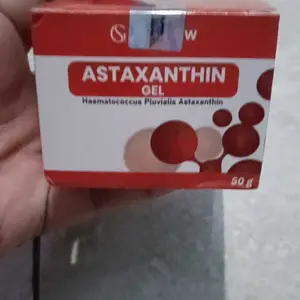 ASTAXANTHIN
GEL
Haematococcus Pluvialis Astaxanthin
50 g